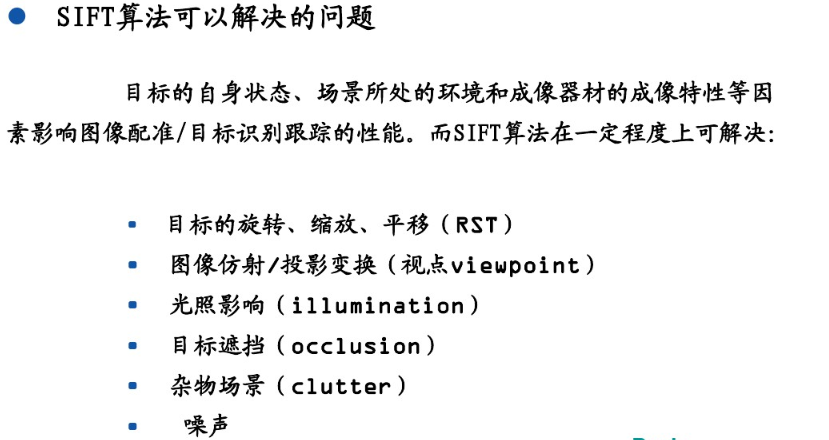 SIFT算法可以解决的问题
目标的自身状态、场景所处的环境和成像器材的成像特性等因
素影响图像配准/目标识别跟踪的性能。而SIFT算法在一定程度上可解决:
目标的旋转、缩放、平移（RST）
图像仿射/投影变换（视点viewpoint）
光照影响（illumination）
目标遮挡（occlusion）
杂物场景（clutter）
噪声